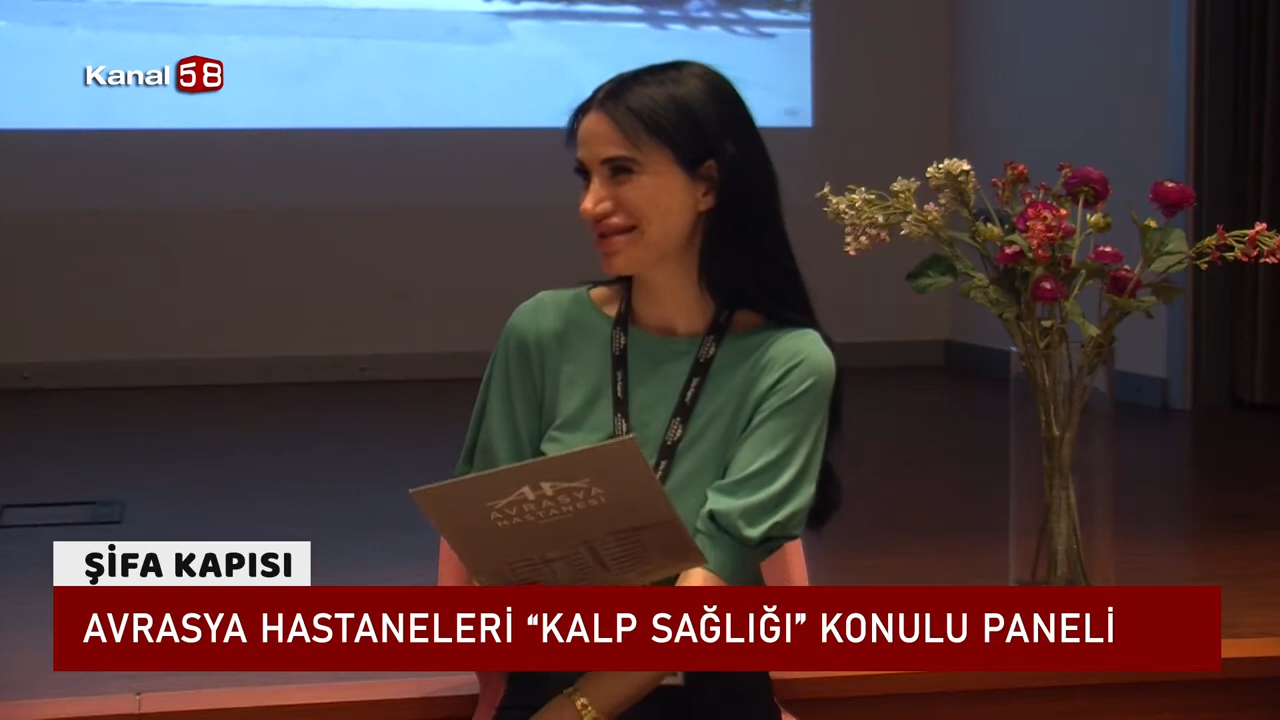 Kanal 58
AVRASYA
HASTANESİ
ŞİFA KAPISI
AVRASYA HASTANELERİ “KALP SAĞLIĞI” KONULU PANELİ